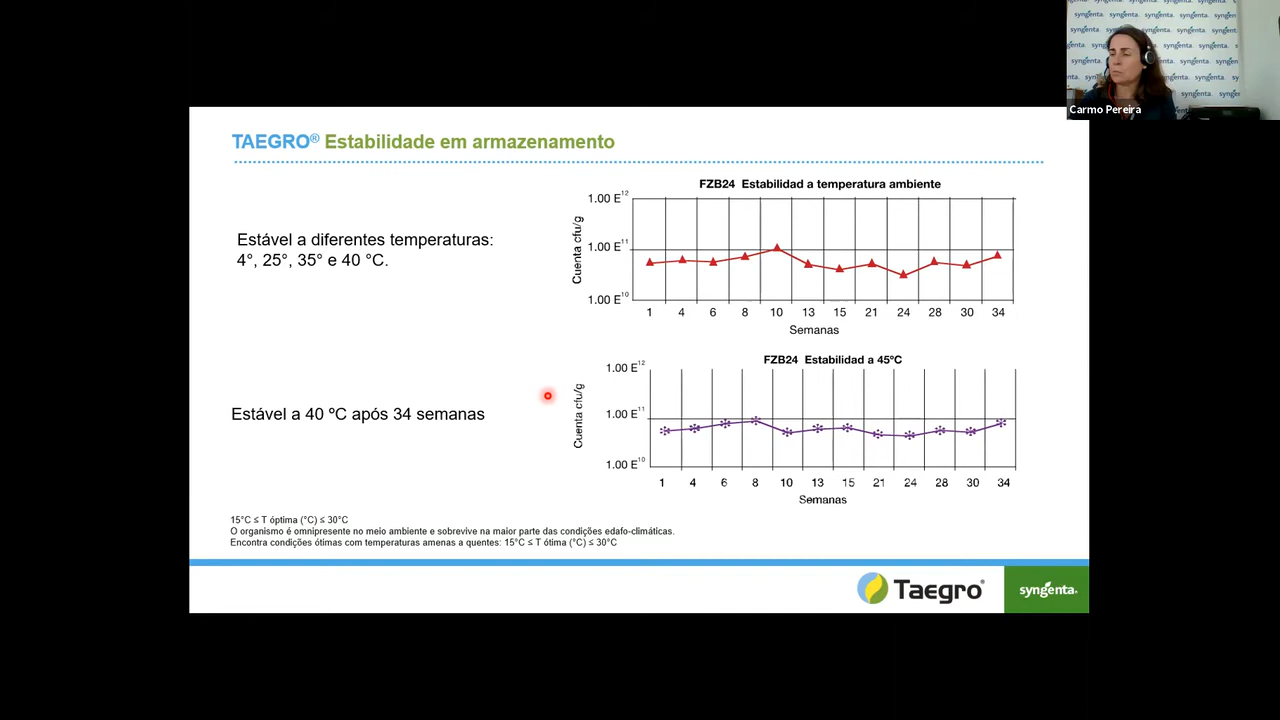 syngenta.
Carmo Pereira
TAEGRO® Estabilidade em armazenamento
Estável a diferentes temperaturas:
4°, 25°, 35° e 40 °C.
FZB24 Estabilidad a temperatura ambiente
Cuenta cfu/g
1.00 E12
1.00 E11
1.00 E10
1 4 6 8 10 13 15 21 24 28 30 34
Semanas
Estável a 40 ºC após 34 semanas
FZB24 Estabilidad a 45ºC
Cuenta cfu/g
1.00 E12
1.00 E11
1.00 E10
1 4 6 8 10 13 15 21 24 28 30 34
Semanas
15°C ≤ T óptima (°C) ≤ 30°C
O organismo é omnipresente no meio ambiente e sobrevive na maior parte das condições edafo-climáticas.
Encontra condições ótimas com temperaturas amenas a quentes: 15°C ≤ T ótima (°C) ≤ 30°C
Taegro®
syngenta.